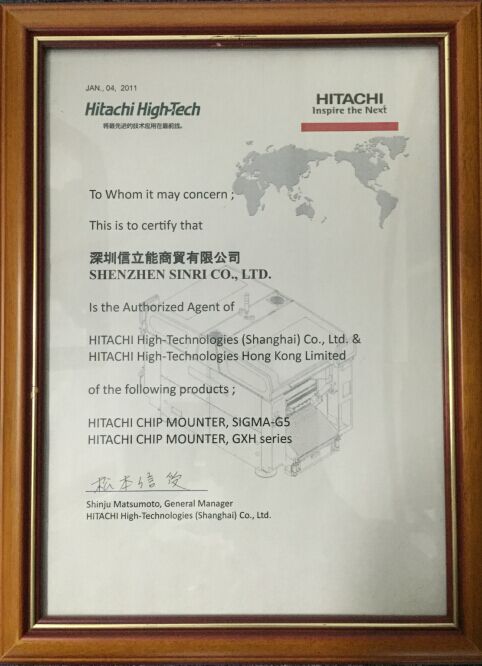 JAN., 04, 2011
Hitachi High-Tech
将最先进的技术应用在最前线。
HITACHI
Inspire the Next
To Whom it may concern ;
This is to certify that
深圳信立能商貿有限公司
SHENZHEN SINRI CO., LTD.
Is the Authorized Agent of
HITACHI High-Technologies (Shanghai) Co., Ltd. &
HITACHI High-Technologies Hong Kong Limited
of the following products ;
HITACHI CHIP MOUNTER, SIGMA-G5
HITACHI CHIP MOUNTER, GXH series
松本信俊
Shinju Matsumoto, General Manager
HITACHI High-Technologies (Shanghai) Co., Ltd.